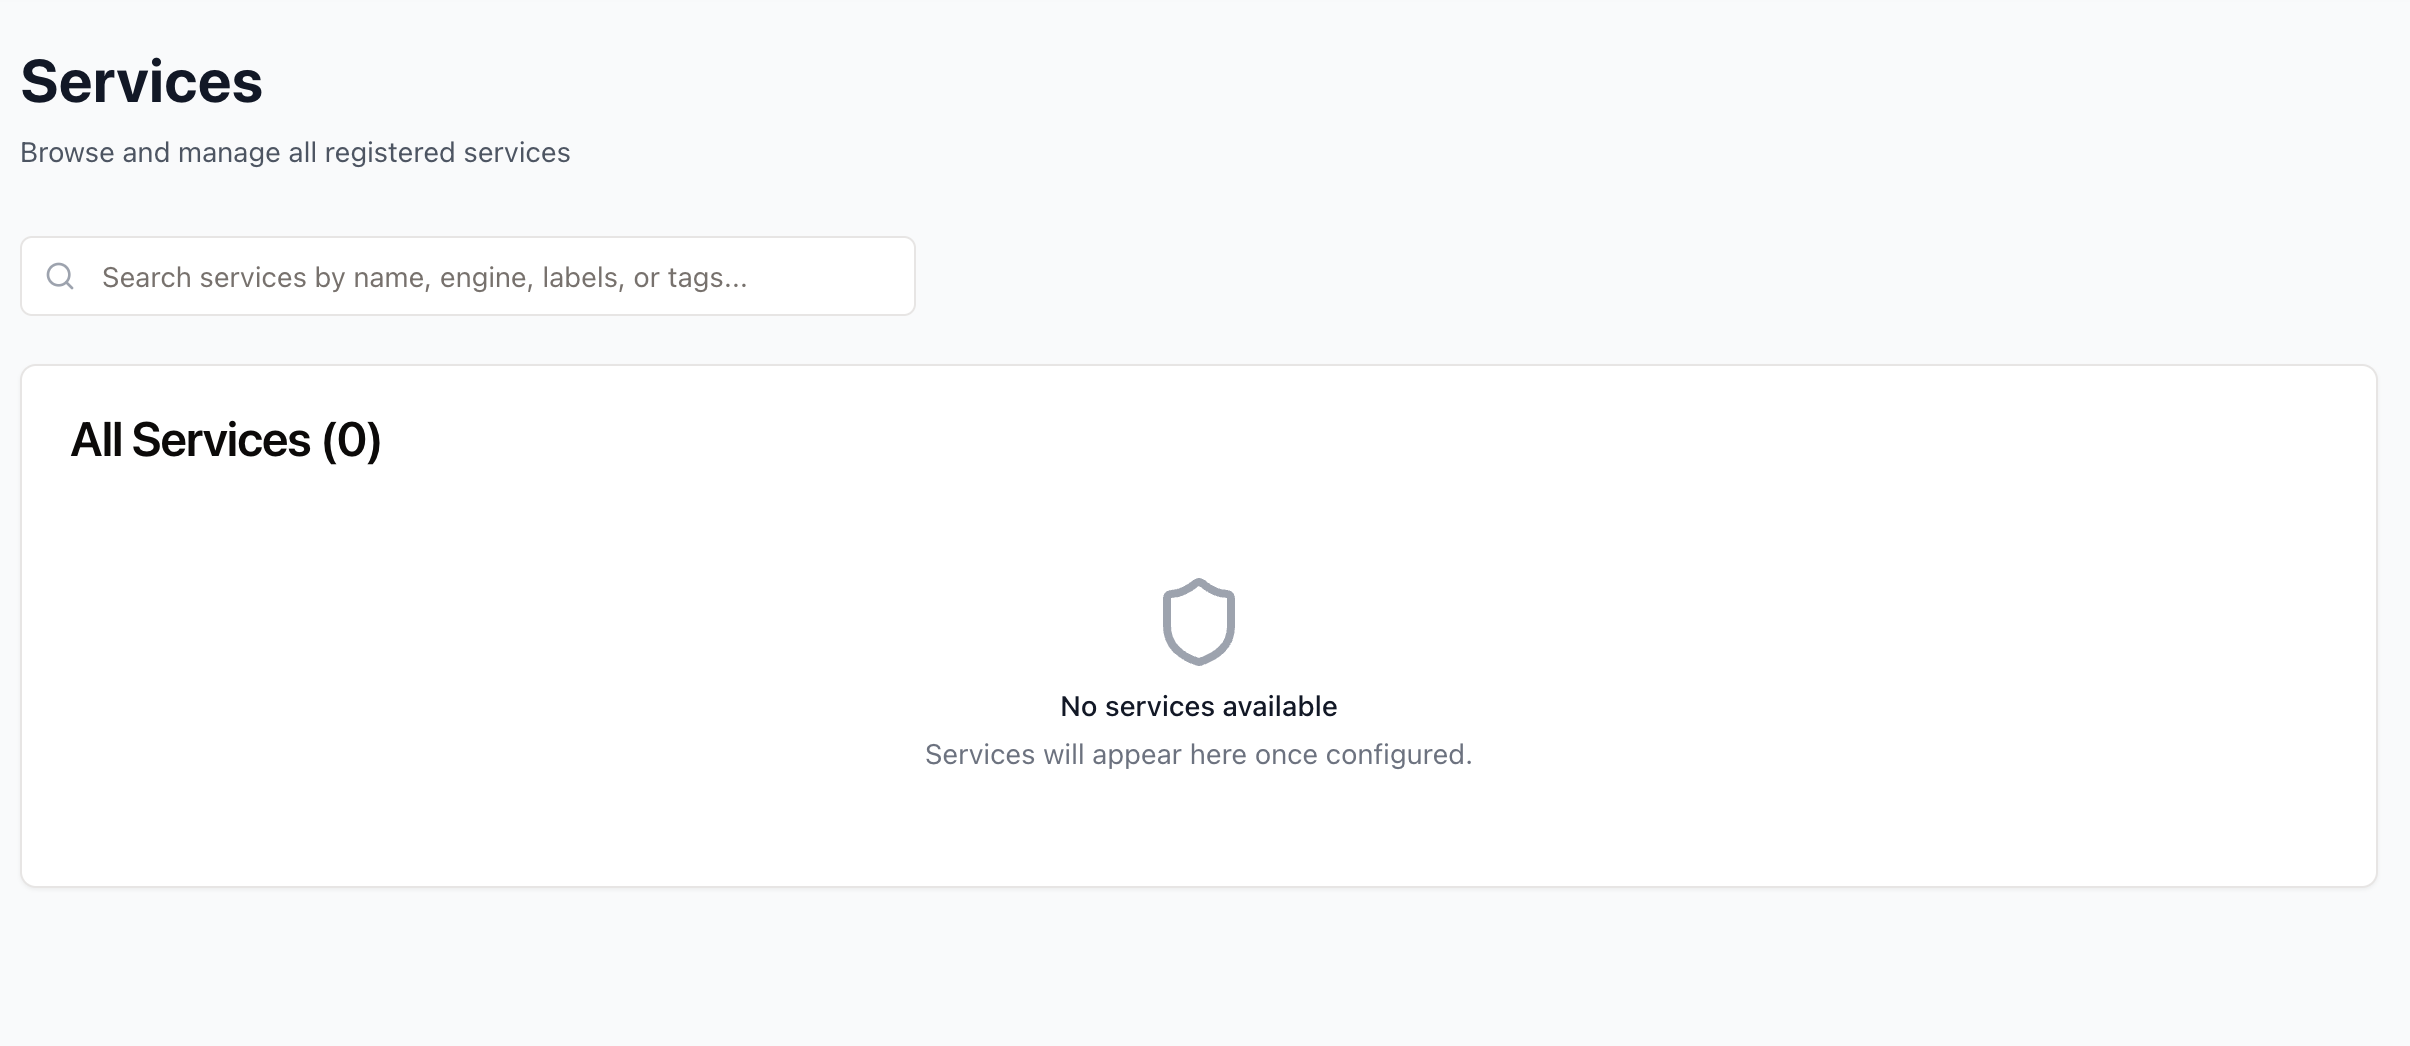 Services
Browse and manage all registered services
Search services by name, engine, labels, or tags...
All Services (0)
No services available
Services will appear here once configured.